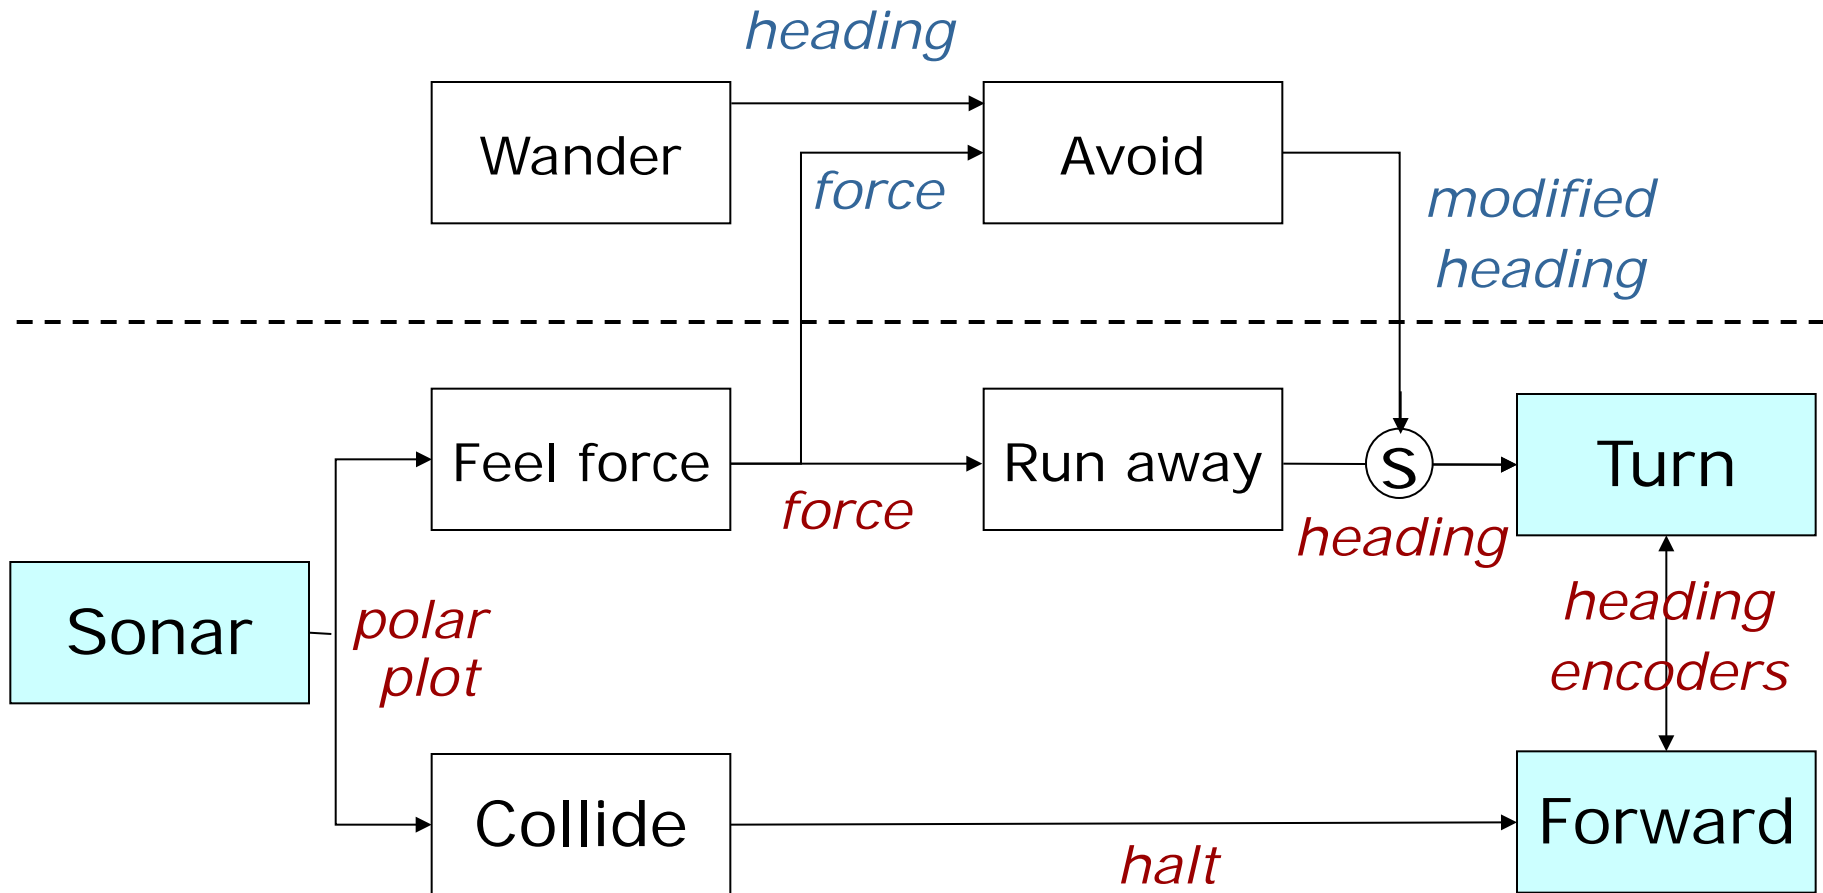 heading
Wander
Avoid
force
modified
heading
Feel force
Run away
S
Turn
force
heading
Sonar
polar
plot
heading
encoders
Collide
Forward
halt